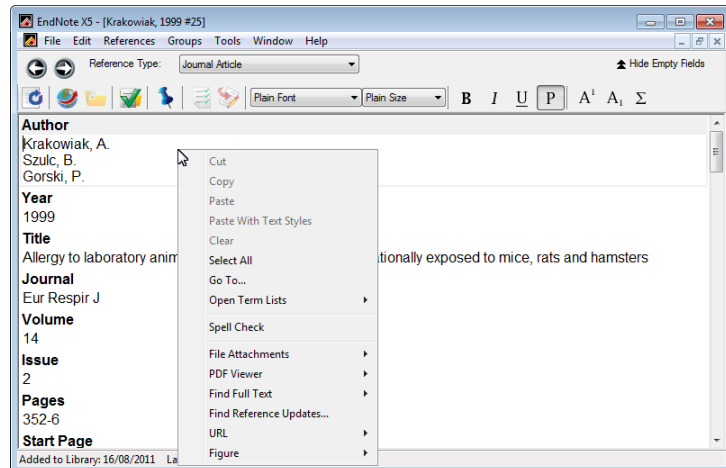 EndNote X5 - [Krakowiak, 1999 #25]
File Edit References Groups Tools Window Help
Reference Type: Journal Article Hide Empty Fields
Plain Font Plain Size B I U P A¹ A₁ Σ
Author
Krakowiak, A.
Szulc, B.
Gorski, P.
Year
1999
Title
Allergy to laboratory anim tionally exposed to mice, rats and hamsters
Journal
Eur Respir J
Volume
14
Issue
2
Pages
352-6
Start Page
Added to Library: 16/08/2011 La
Cut
Copy
Paste
Paste With Text Styles
Clear
Select All
Go To...
Open Term Lists
Spell Check
File Attachments
PDF Viewer
Find Full Text
Find Reference Updates...
URL
Figure